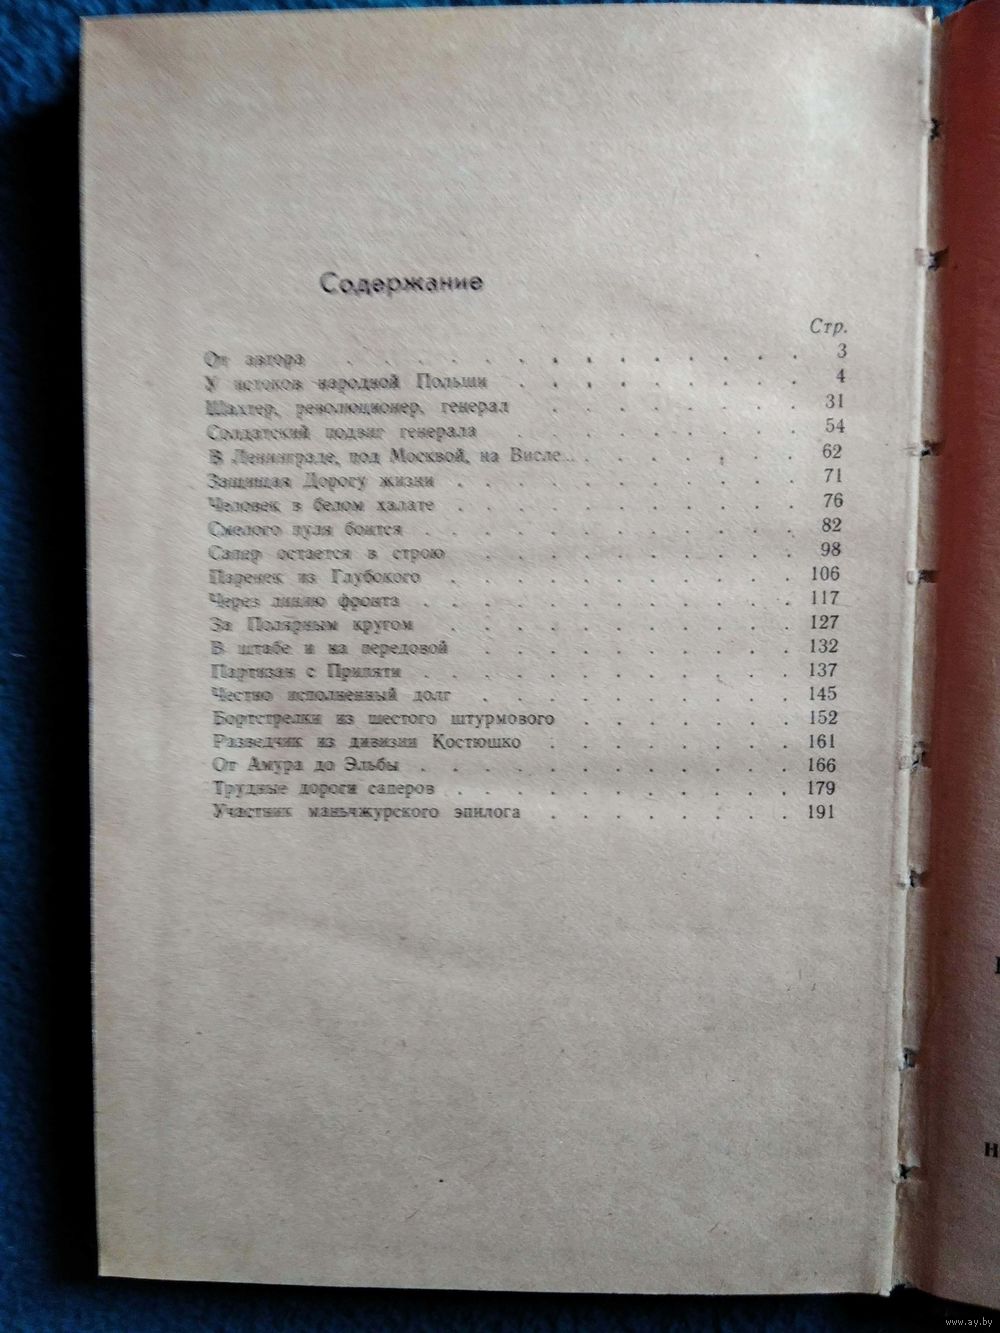 Содержание
Стр.
От автора . . . . . . . . . . . . . . 3
У истоков народной Польши . . . . . . . . . 4
Шахтер, революционер, генерал . . . . . . . . 31
Солдатский подвиг генерала . . . . . . . . . 54
В Ленинграде, под Москвой, на Висле... . . . . . . . 62
Защищая Дорогу жизни . . . . . . . . . . . 71
Человек в белом халате . . . . . . . . . . . 76
Смелого пуля боится . . . . . . . . . . . . 82
Сапер остается в строю . . . . . . . . . . 98
Паренек из Глубокого . . . . . . . . . . . 106
Через линию фронта . . . . . . . . . . . . 117
За Полярным кругом . . . . . . . . . . . 127
В штабе и на передовой . . . . . . . . . . 132
Партизан с Припяти . . . . . . . . . . . . 137
Честно исполненный долг . . . . . . . . . . 145
Бортстрелки из шестого штурмового . . . . . . . 152
Разведчик из дивизии Костюшко . . . . . . . . 161
От Амура до Эльбы . . . . . . . . . . . . 166
Трудные дороги саперов . . . . . . . . . . . 179
Участник маньчжурского эпилога . . . . . . . . 191
Н
www.ay.by